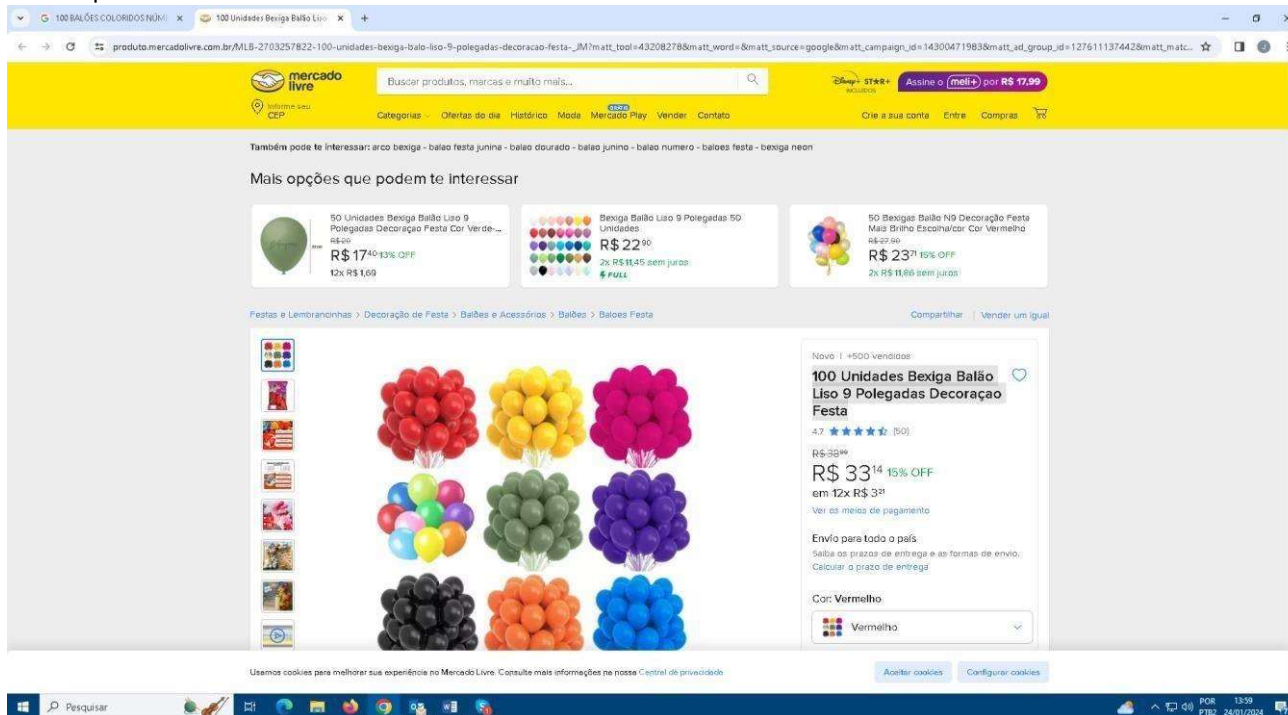 100 BALÕES COLORIDOS NÚM
100 Unidades Bexiga Balão Liso
produto.mercadolivre.com.br/MLB-2703257822-100-unidades-bexiga-balo-liso-9-polegadas-decoracao-festa-_JM?matt_tool=43208278&matt_word=&matt_source=google&matt_campaign_id=14300471983&matt_ad_group_id=127611137442&matt_matc...
mercado
livre
Buscar produtos, marcas e muito mais...
Disney+ STAR+
INCLUÍDOS
Assine o meli+ por R$ 17,99
Informe seu
CEP
GRÁTIS
Categorias Ofertas do dia Histórico Moda Mercado Play Vender Contato
Crie a sua conta Entre Compras
Também pode te interessar: arco bexiga - balao festa junina - balao dourado - balao junino - balao numero - baloes festa - bexiga neon
Mais opções que podem te interessar
50 Unidades Bexiga Balão Liso 9
Polegadas Decoraçao Festa Cor Verde-...
R$20
R$ 17 40 13% OFF
12x R$ 1,69
Bexiga Balão Liso 9 Polegadas 50
Unidades
R$ 22 90
2x R$ 11,45 sem juros
FULL
50 Bexigas Balão N9 Decoração Festa
Mais Brilho Escolha/cor Cor Vermelho
R$ 27,90
R$ 23 71 15% OFF
2x R$ 11,86 sem juros
Festas e Lembrancinhas > Decoração de Festa > Balões e Acessórios > Balões > Baloes Festa
Compartilhar | Vender um igual
Novo | +500 vendidos
100 Unidades Bexiga Balão
Liso 9 Polegadas Decoraçao
Festa
4.7 (50)
R$ 38 99
R$ 33 14 15% OFF
em 12x R$ 3 21
Ver os meios de pagamento
Envio para todo o país
Saiba os prazos de entrega e as formas de envio.
Calcular o prazo de entrega
Cor: Vermelho
Vermelho
Usamos cookies para melhorar sua experiência no Mercado Livre. Consulte mais informações na nossa Central de privacidade
Aceitar cookies
Configurar cookies
Pesquisar
POR 13:59
PTB2 24/01/2024